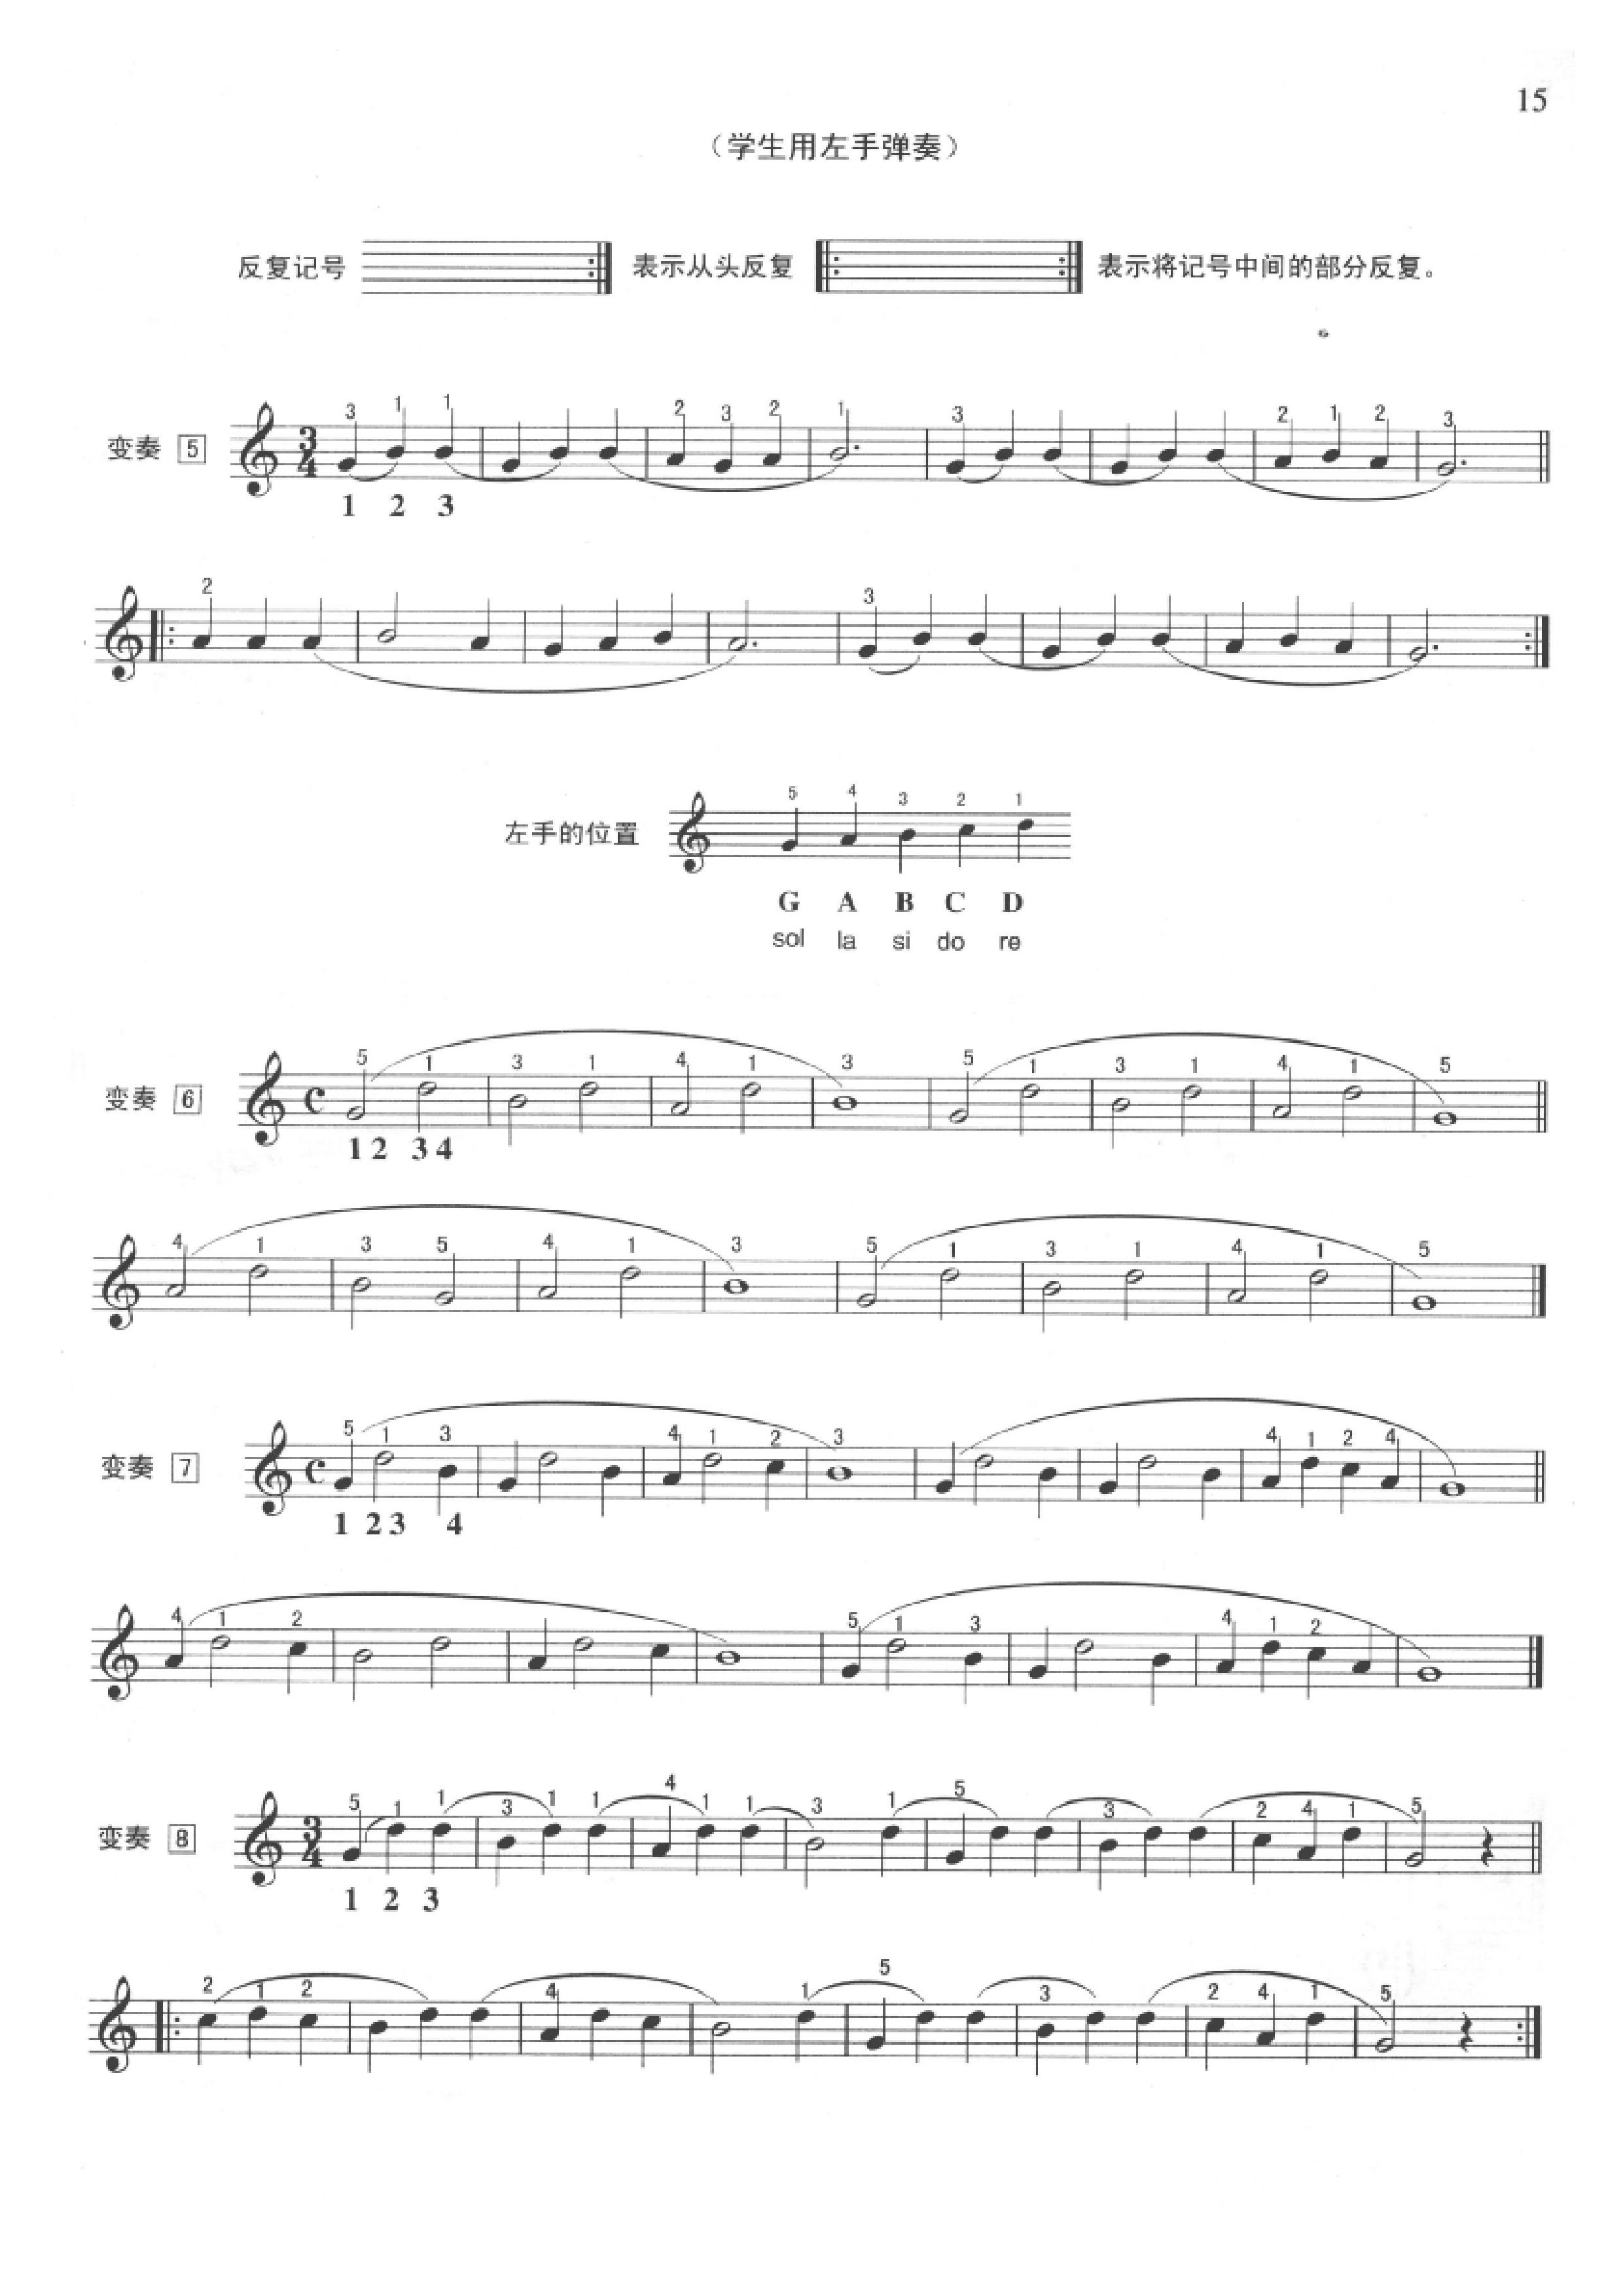 15
（学生用左手弹奏）
反复记号 表示从头反复 表示将记号中间的部分反复。
3 1 1 2 3 2 1 3 2 1 2 3
变奏 5 3 4
1 2 3
2 3
5 4 3 2 1
左手的位置
G A B C D
sol la si do re
5 1 3 1 4 1 3 5 1 3 1 4 1 5
变奏 6
1 2 3 4
4 1 3 5 4 1 3 5 1 3 1 4 1 5
5 1 3 4 1 2 3 4 1 2 4
变奏 7
1 2 3 4
4 1 2 5 1 3 4 1 2
5 1 1 3 1 1 4 1 1 3 1 5 3 2 4 1 5
变奏 8 3 4
1 2 3
2 1 2 4 1 5 3 2 4 1 5